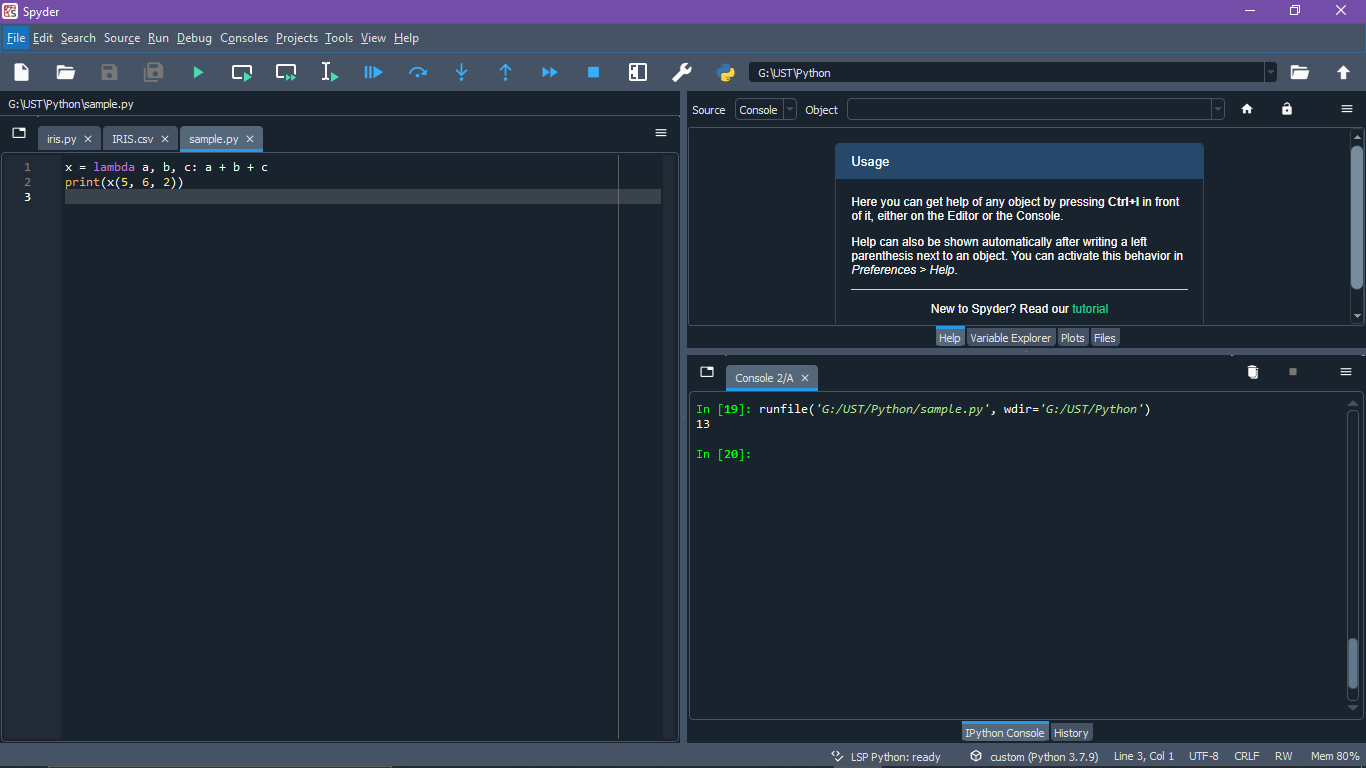 Spyder
File Edit Search Source Run Debug Consoles Projects Tools View Help
G:\UST\Python
G:\UST\Python\sample.py
iris.py IRIS.csv sample.py
1 x = lambda a, b, c: a + b + c
2 print(x(5, 6, 2))
3
Source Console Object
Usage
Here you can get help of any object by pressing Ctrl+I in front
of it, either on the Editor or the Console.
Help can also be shown automatically after writing a left
parenthesis next to an object. You can activate this behavior in
Preferences > Help.
New to Spyder? Read our tutorial
Help Variable Explorer Plots Files
Console 2/A
In [19]: runfile('G:/UST/Python/sample.py', wdir='G:/UST/Python')
13
In [20]:
IPython Console History
LSP Python: ready custom (Python 3.7.9) Line 3, Col 1 UTF-8 CRLF RW Mem 80%